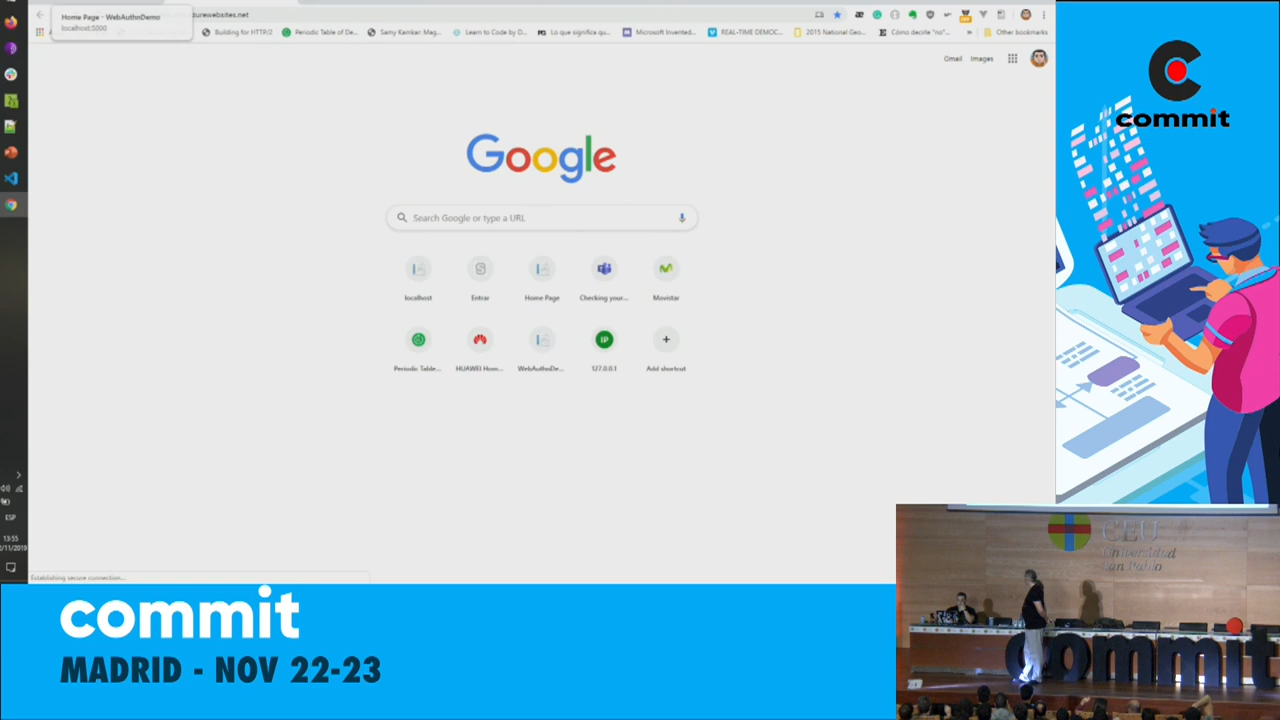 Home Page - WebAuthnDemo
localhost:5000
Building for HTTP/2
Periodic Table of De...
Samy Kamkar: Mag...
Learn to Code by D...
Lo que significa qu...
Microsoft Invented...
REAL-TIME DEMOC...
2015 National Geo...
Cómo decirte "no"...
Other bookmarks
Gmail
Images
Google
Search Google or type a URL
localhost
Entrar
Home Page
Checking your...
Movistar
IP
Periodic Table...
HUAWEI Hom...
WebAuthnDe...
127.0.0.1
Add shortcut
ESP
13:55
Establishing secure connection...
commit
CEU
Universidad
San Pablo
commit
commit
MADRID - NOV 22-23